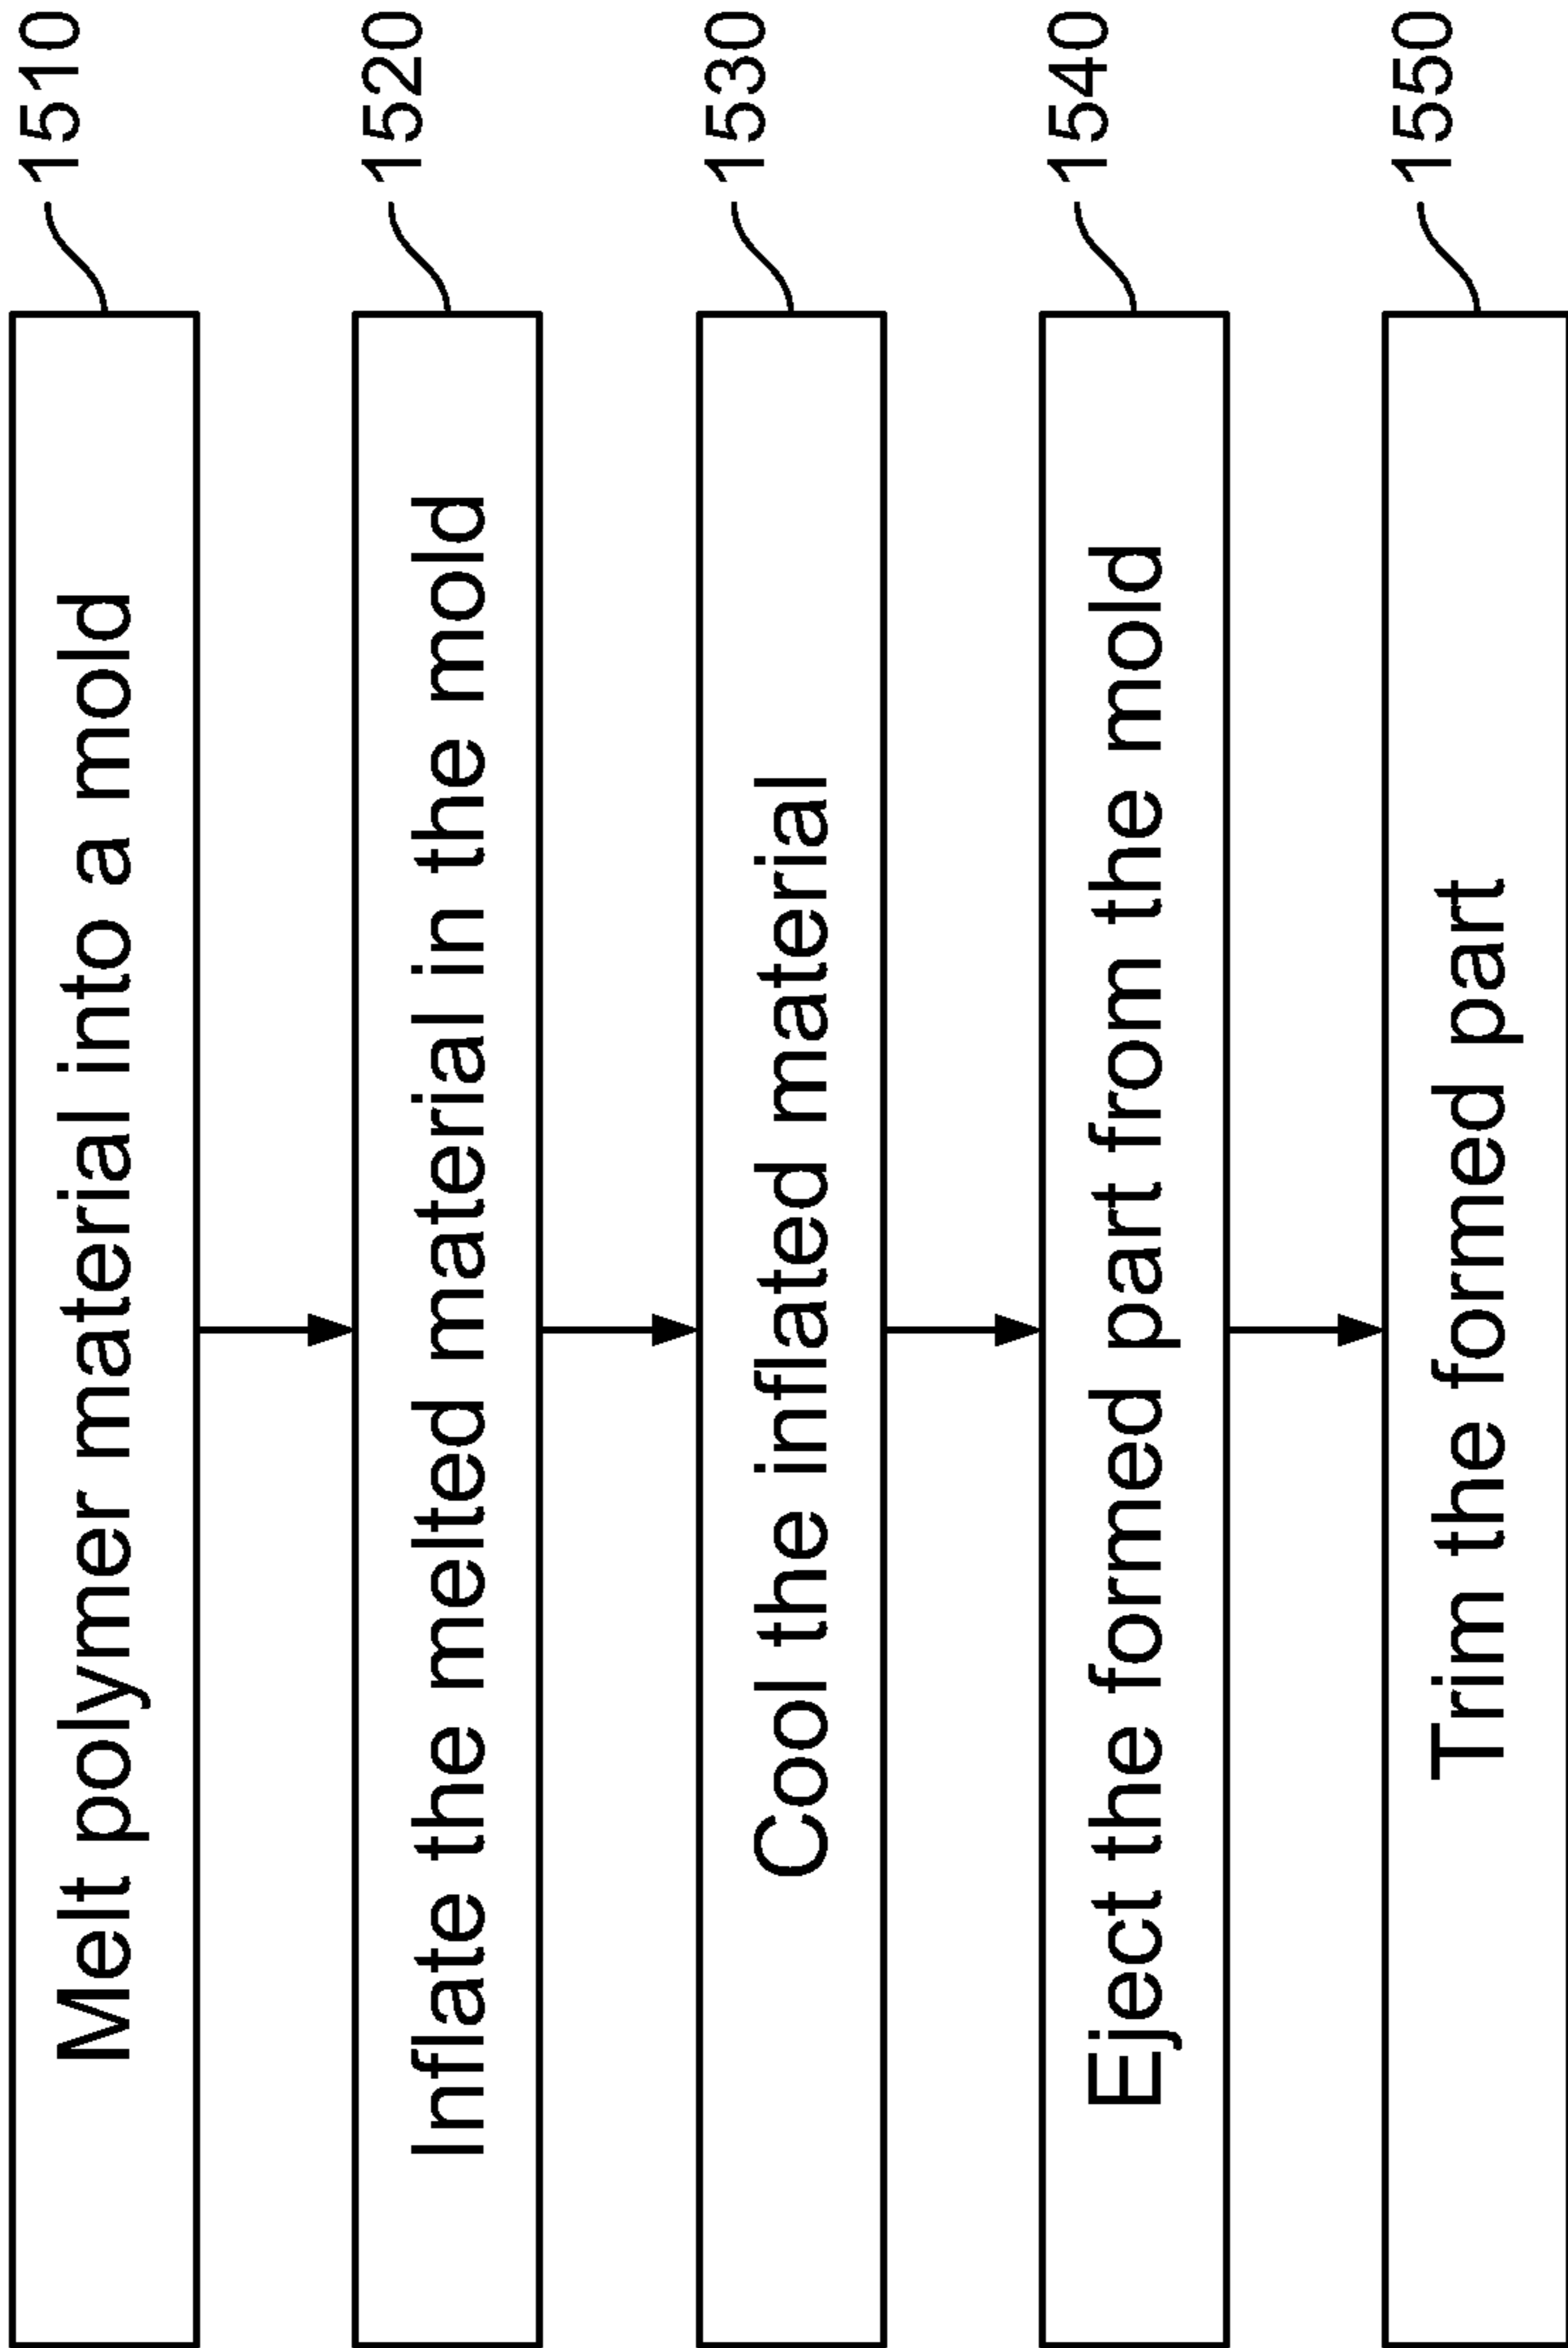 Melt polymer material into a mold 1510
Inflate the melted material in the mold 1520
Cool the inflated material 1530
Eject the formed part from the mold 1540
Trim the formed part 1550